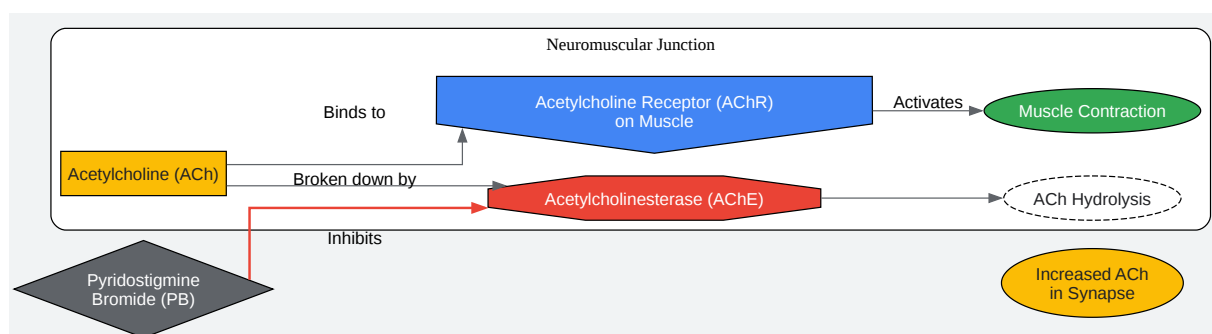 Neuromuscular Junction
Binds to
Acetylcholine Receptor (AChR)
on Muscle
Activates
Muscle Contraction
Acetylcholine (ACh)
Broken down by
Acetylcholinesterase (AChE)
ACh Hydrolysis
Inhibits
Pyridostigmine
Bromide (PB)
Increased ACh
in Synapse